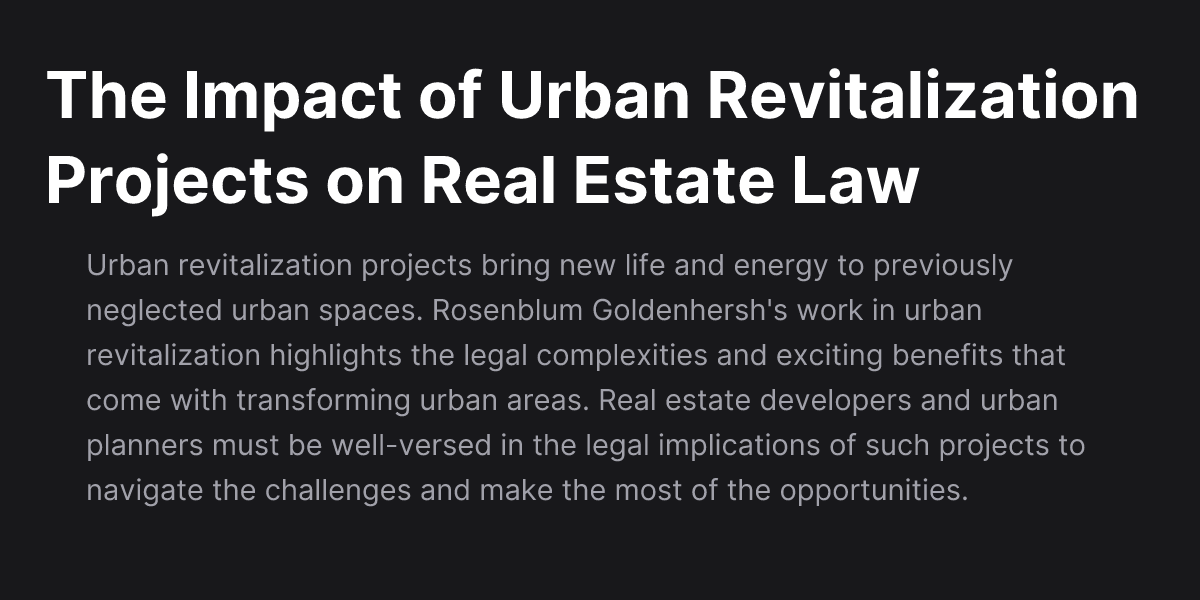 The Impact of Urban Revitalization
Projects on Real Estate Law
Urban revitalization projects bring new life and energy to previously
neglected urban spaces. Rosenblum Goldenhersh's work in urban
revitalization highlights the legal complexities and exciting benefits that
come with transforming urban areas. Real estate developers and urban
planners must be well-versed in the legal implications of such projects to
navigate the challenges and make the most of the opportunities.